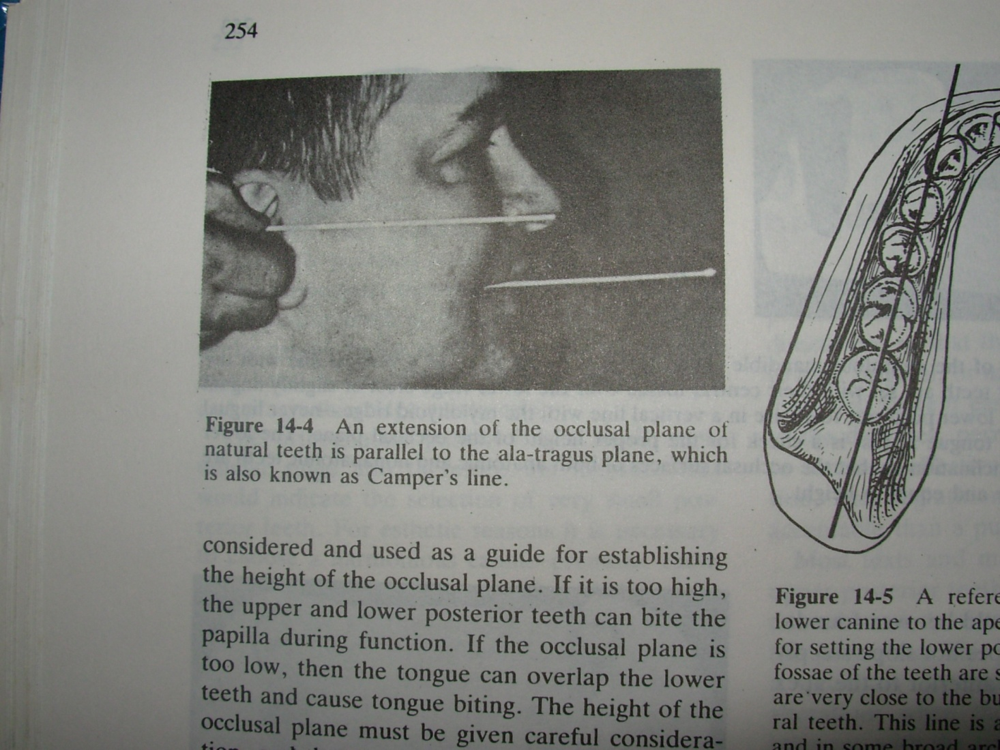 254
Figure 14-4 An extension of the occlusal plane of
natural teeth is parallel to the ala-tragus plane, which
is also known as Camper's line.
considered and used as a guide for establishing
the height of the occlusal plane. If it is too high,
the upper and lower posterior teeth can bite the
papilla during function. If the occlusal plane is
too low, then the tongue can overlap the lower
teeth and cause tongue biting. The height of the
occlusal plane must be given careful considera-
Figure 14-5 A
lower canine to the
for setting the lower
fossae of the teeth are
are very close to the
ral teeth. This line is
and in some broad